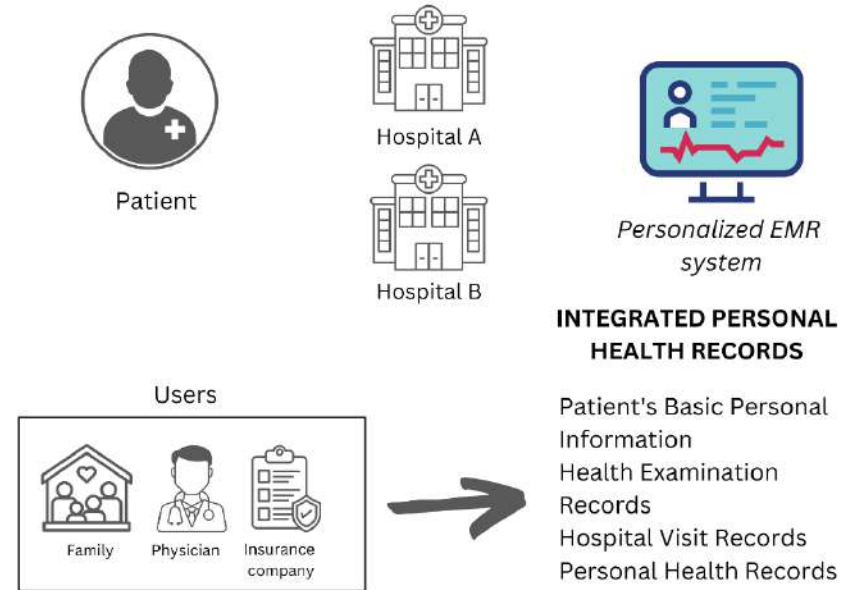 Patient
Hospital A
Hospital B
Personalized EMR
system
INTEGRATED PERSONAL
HEALTH RECORDS
Patient's Basic Personal
Information
Health Examination
Records
Hospital Visit Records
Personal Health Records
Users
Family
Physician
Insurance
company